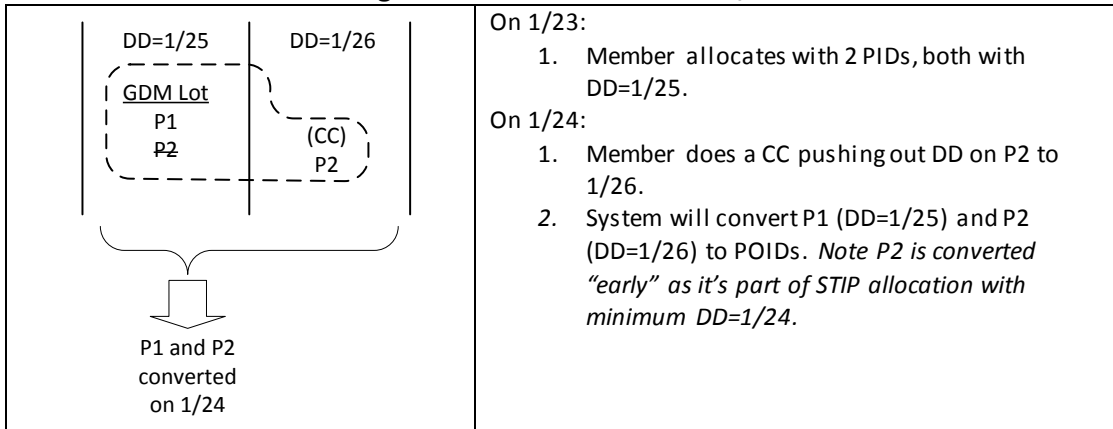 DD=1/25
DD=1/26
GDM Lot
P1
P2
(CC)
P2
P1 and P2
converted
on 1/24
On 1/23:
1. Member allocates with 2 PIDs, both with
DD=1/25.
On 1/24:
1. Member does a CC pushing out DD on P2 to
1/26.
2. System will convert P1 (DD=1/25) and P2
(DD=1/26) to POIDs. Note P2 is converted
“early” as it’s part of STIP allocation with
minimum DD=1/24.